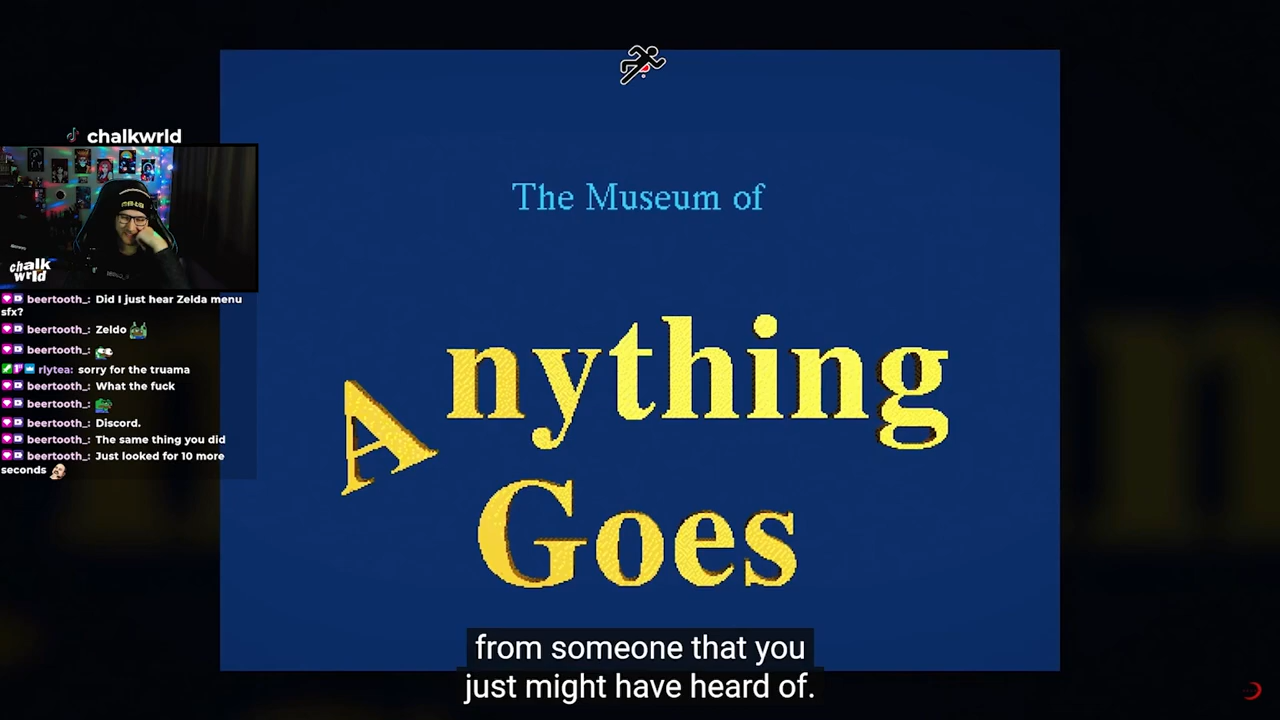 chalkwrld
chalk
wrld
beertooth_: Did I just hear Zelda menu
sfx?
beertooth_: Zeldo
beertooth_:
rlytea: sorry for the truama
beertooth_: What the fuck
beertooth_:
beertooth_: Discord.
beertooth_: The same thing you did
beertooth_: Just looked for 10 more
seconds
The Museum of
Anything
Goes
from someone that you
just might have heard of.